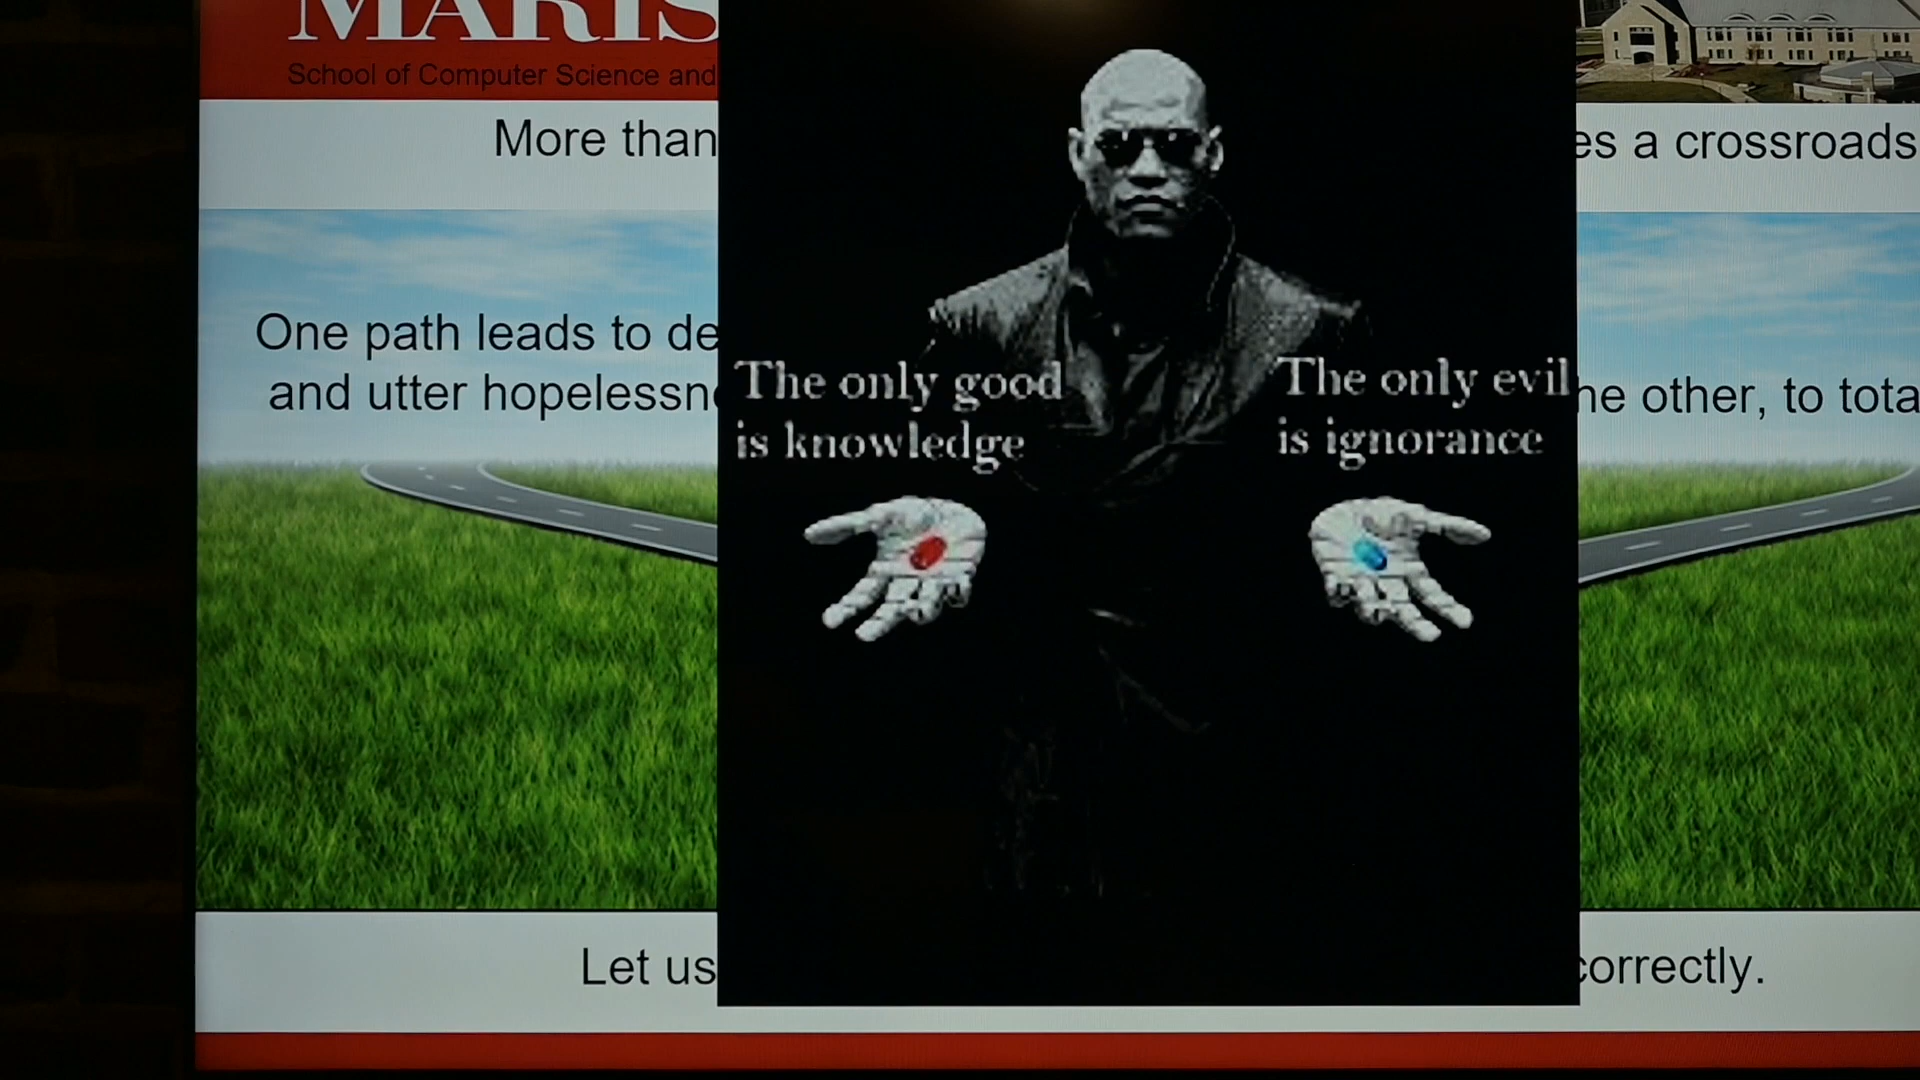 MARIS
School of Computer Science and
More than
es a crossroads
One path leads to de
and utter hopelessn
The only good
is knowledge
The only evil
is ignorance
he other, to tota
Let us
correctly.